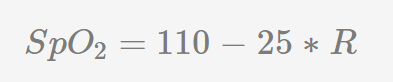 SpO₂ = 110 − 25 ∗ R